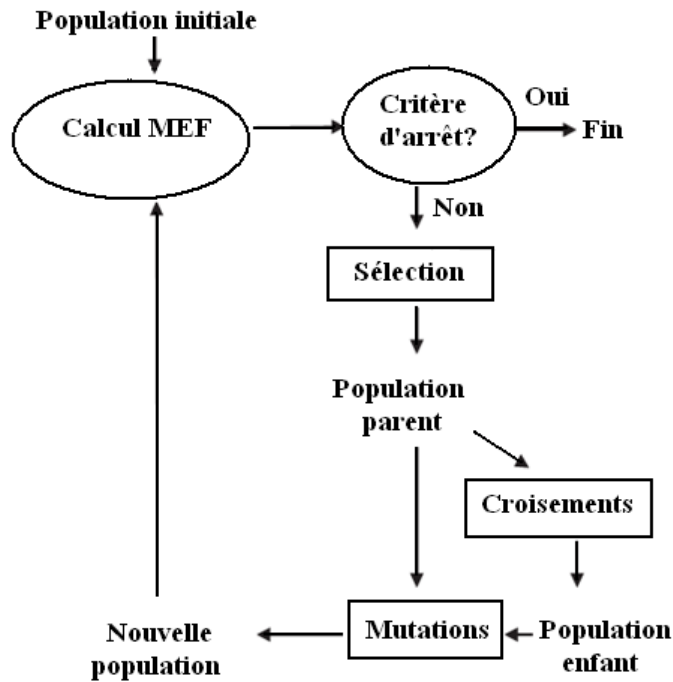 Population initiale
Calcul MEF
Critère
d'arrêt?
Oui
Fin
Non
Sélection
Population
parent
Croisements
Population
enfant
Mutations
Nouvelle
population